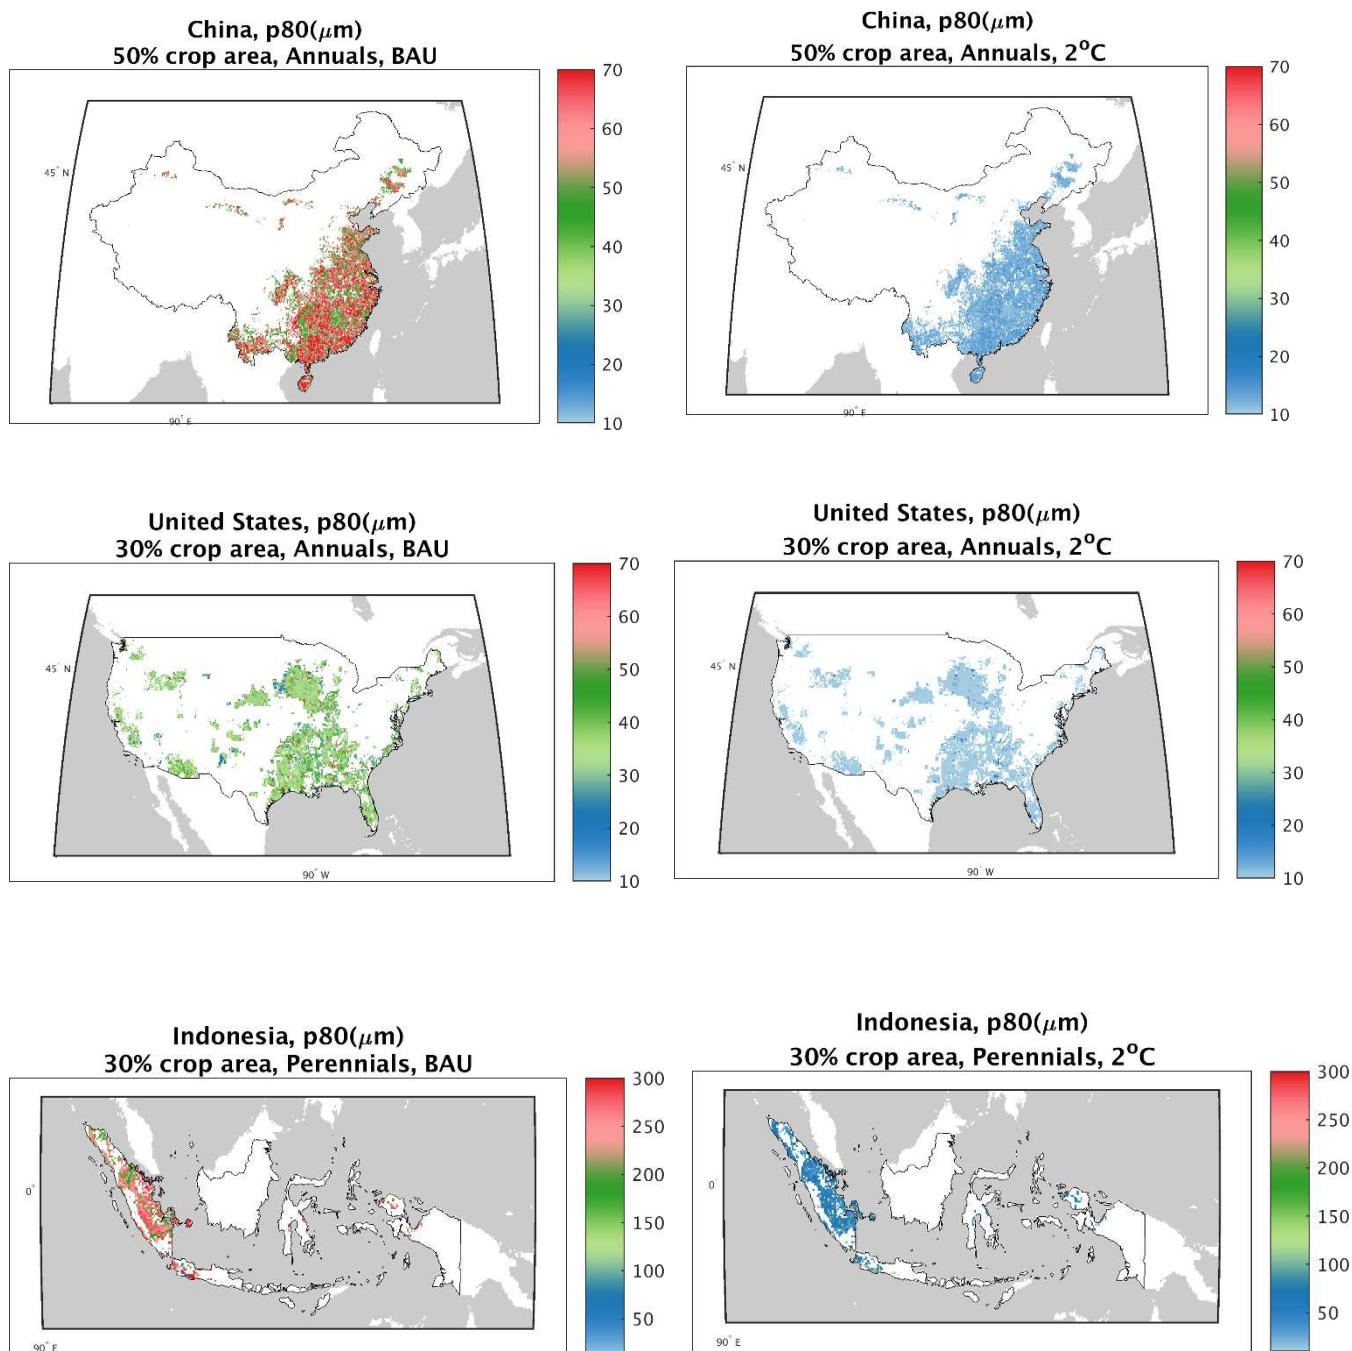 China, p80(μm)
50% crop area, Annuals, BAU
70
60
50
40
30
20
10
45° N
90° E
China, p80(μm)
50% crop area, Annuals, 2°C
70
60
50
40
30
20
10
45° N
90° E
United States, p80(μm)
30% crop area, Annuals, BAU
70
60
50
40
30
20
10
45° N
90° W
United States, p80(μm)
30% crop area, Annuals, 2°C
70
60
50
40
30
20
10
45° N
90° W
Indonesia, p80(μm)
30% crop area, Perennials, BAU
300
250
200
150
100
50
0°
90° E
Indonesia, p80(μm)
30% crop area, Perennials, 2°C
300
250
200
150
100
50
0°
90° E